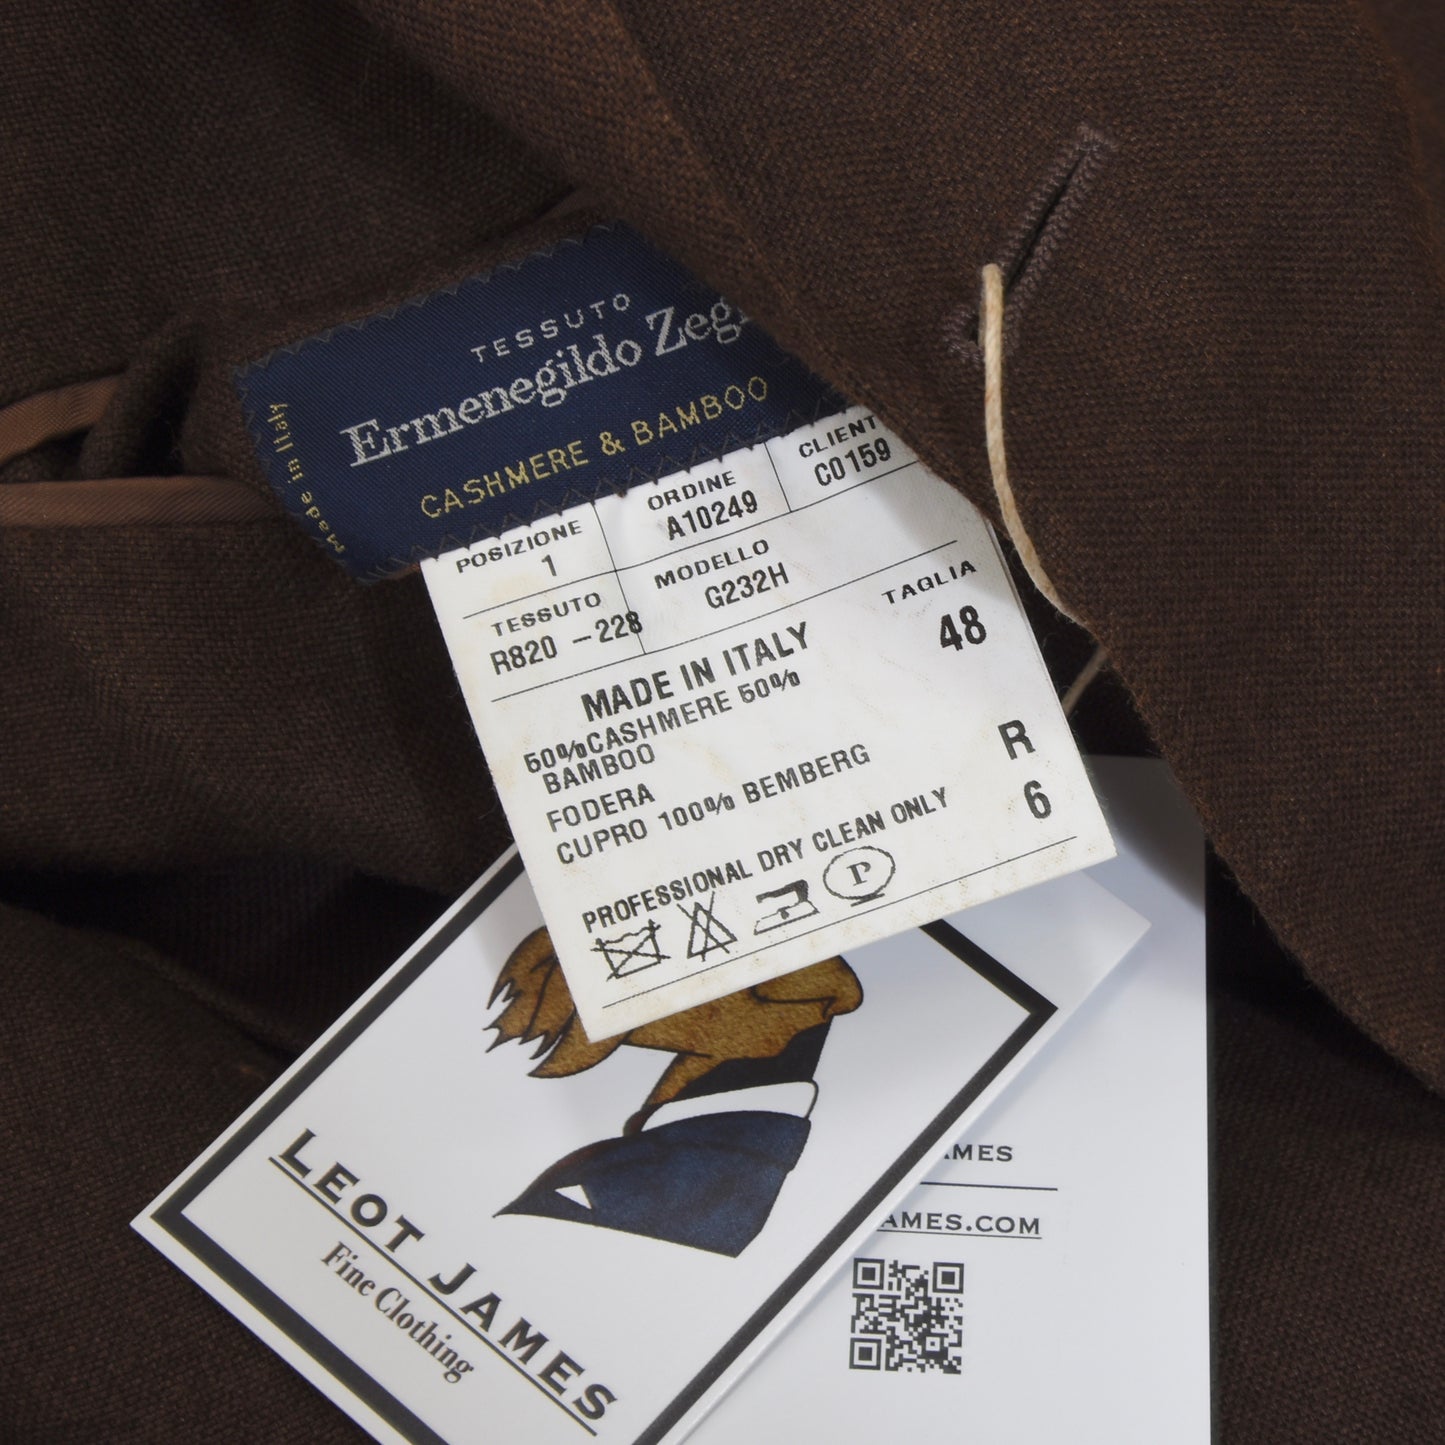 TESSUTO
Ermenegildo
CASHMERE & BAMBOO
Made in Italy
POSIZIONE
1
ORDINE
A10249
CLIENT
C0159
TESSUTO
R820 -228
MODELLO
G232H
TAGLIA
48
MADE IN ITALY
50%CASHMERE 50%
BAMBOO
R
FODERA
CUPRO 100% BEMBERG
6
PROFESSIONAL DRY CLEAN ONLY
P
LEOT JAMES
Fine Clothing
AMES.COM